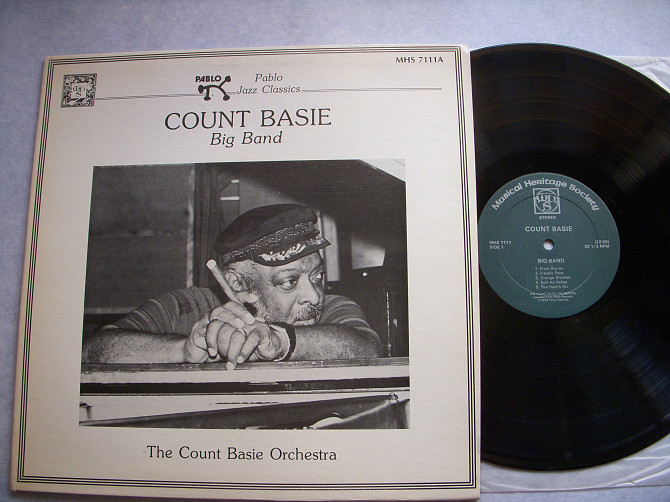 MHS 7111A
PABLO
Pablo
Jazz Classics
COUNT BASIE
Big Band
The Count Basie Orchestra
Musical Heritage Society
STEREO
COUNT BASIE
MHS 7111
SIDE 1
33 1/3 RPM
BIG BAND
1. Front Burner
2. Freckle Face
3. Orange Sherbet
4. Soft As Velvet
5. The Heat's On